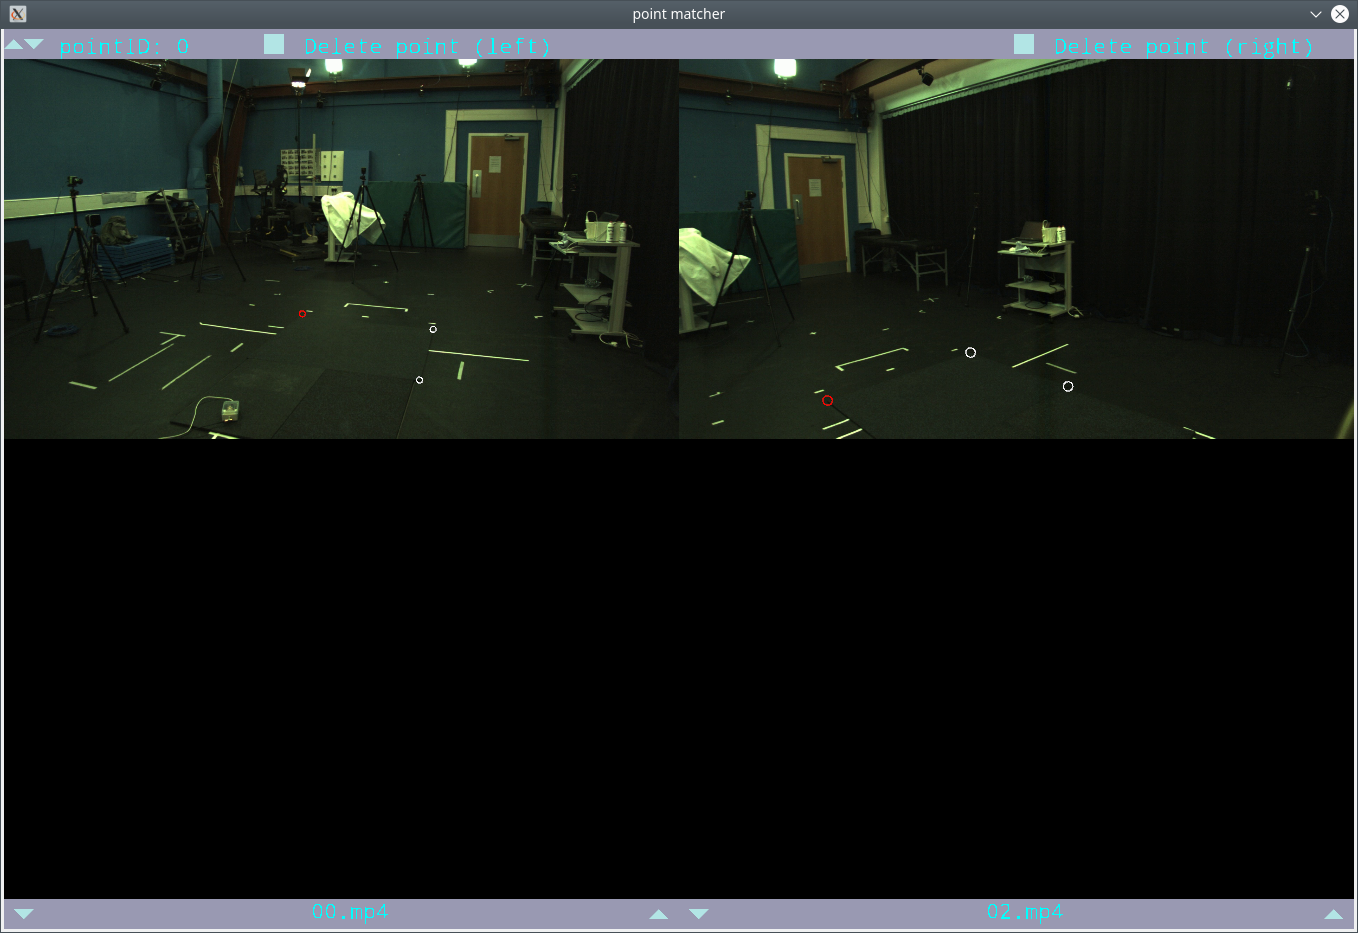 point matcher
pointID: 0
Delete point (left)
Delete point (right)
00.mp4
02.mp4